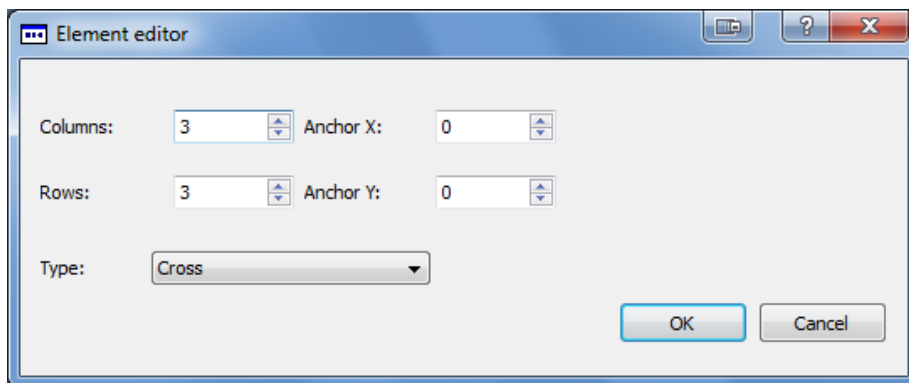 Element editor
?
Columns: 3 Anchor X: 0
Rows: 3 Anchor Y: 0
Type: Cross
OK Cancel